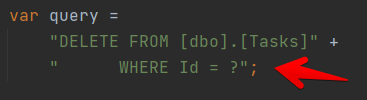 var query =
"DELETE FROM [dbo].[Tasks]" +
"      WHERE Id = ?";